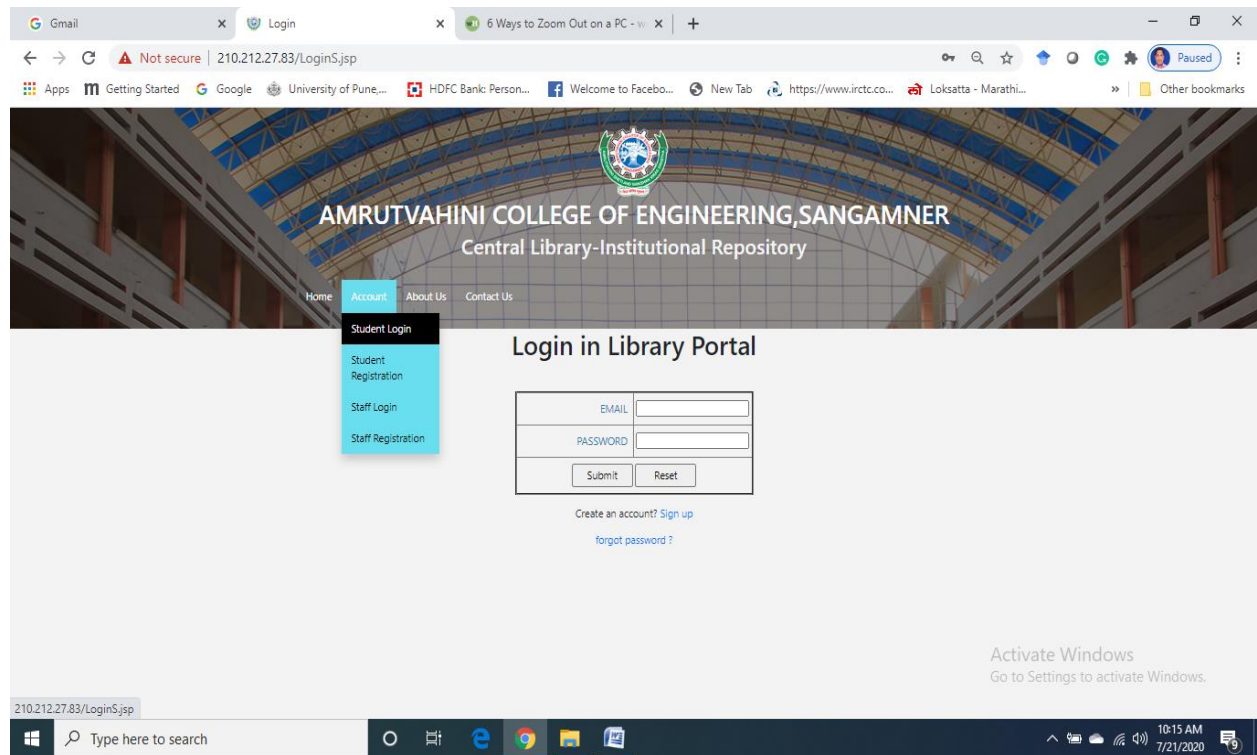 Gmail
Login
6 Ways to Zoom Out on a PC - w
Not secure | 210.212.27.83/LoginS.jsp
Paused
Apps
Getting Started
Google
University of Pune,...
HDFC Bank: Person...
Welcome to Facebo...
New Tab
https://www.irctc.co...
Loksatta - Marathi...
Other bookmarks
AMRUTVAHINI COLLEGE OF ENGINEERING,SANGAMNER
Central Library-Institutional Repository
Home Account About Us Contact Us
Student Login
Student
Registration
Staff Login
Staff Registration
Login in Library Portal
EMAIL
PASSWORD
Submit Reset
Create an account? Sign up
forgot password ?
Activate Windows
Go to Settings to activate Windows.
210.212.27.83/LoginS.jsp
Type here to search
10:15 AM
7/21/2020